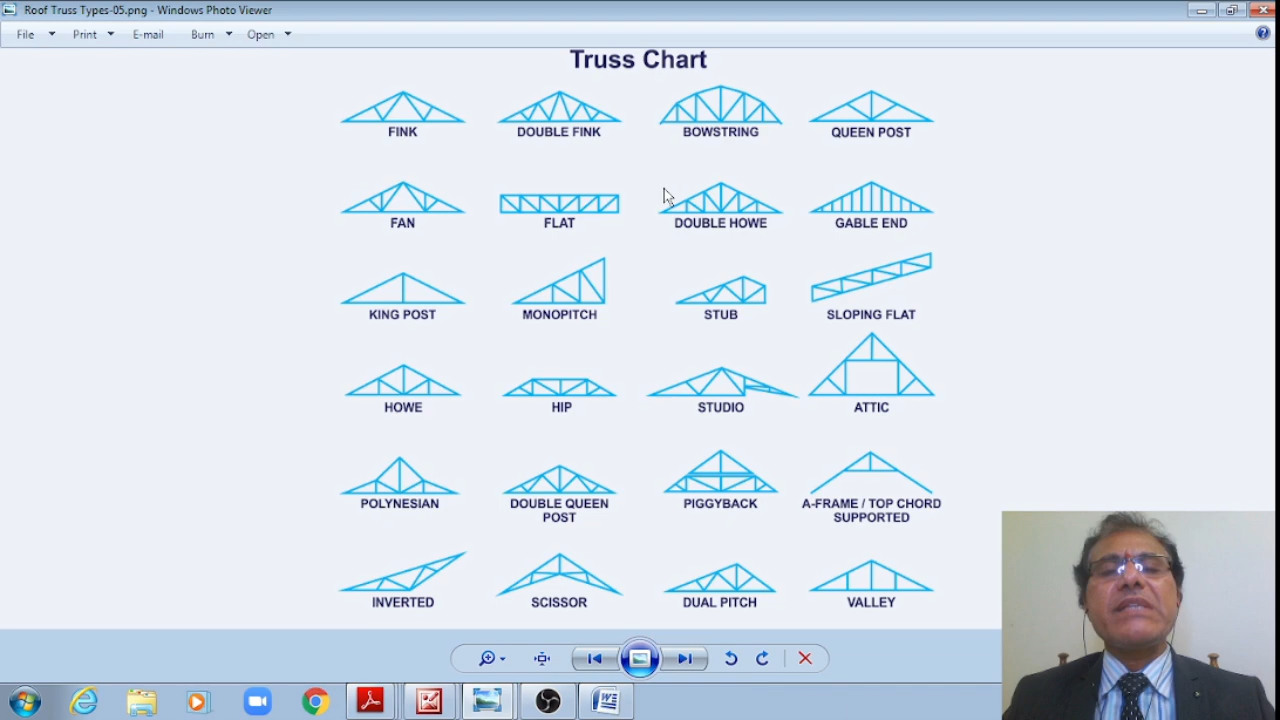 Roof Truss Types-05.png - Windows Photo Viewer
File Print E-mail Burn Open
Truss Chart
FINK DOUBLE FINK BOWSTRING QUEEN POST
FAN FLAT DOUBLE HOWE GABLE END
KING POST MONOPITCH STUB SLOPING FLAT
HOWE HIP STUDIO ATTIC
POLYNESIAN DOUBLE QUEEN PIGGYBACK A-FRAME / TOP CHORD
POST SUPPORTED
INVERTED SCISSOR DUAL PITCH VALLEY